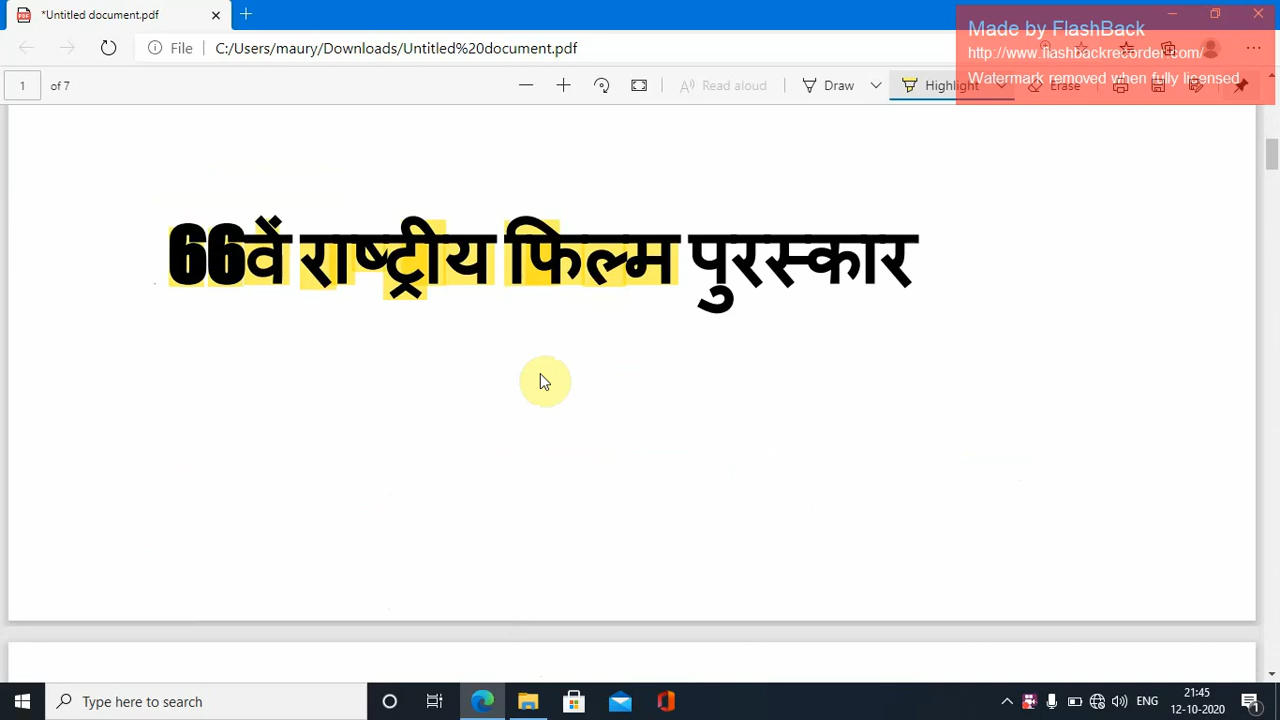 *Untitled document.pdf
Made by FlashBack
File C:/Users/maury/Downloads/Untitled%20document.pdf
http://www.flashbackrecorder.com/
Watermark removed when fully licensed
1 of 7 Read aloud Draw Highlight Erase
66वें राष्ट्रीय फिल्म पुरस्कार
Type here to search
ENG
21:45
12-10-2020
1